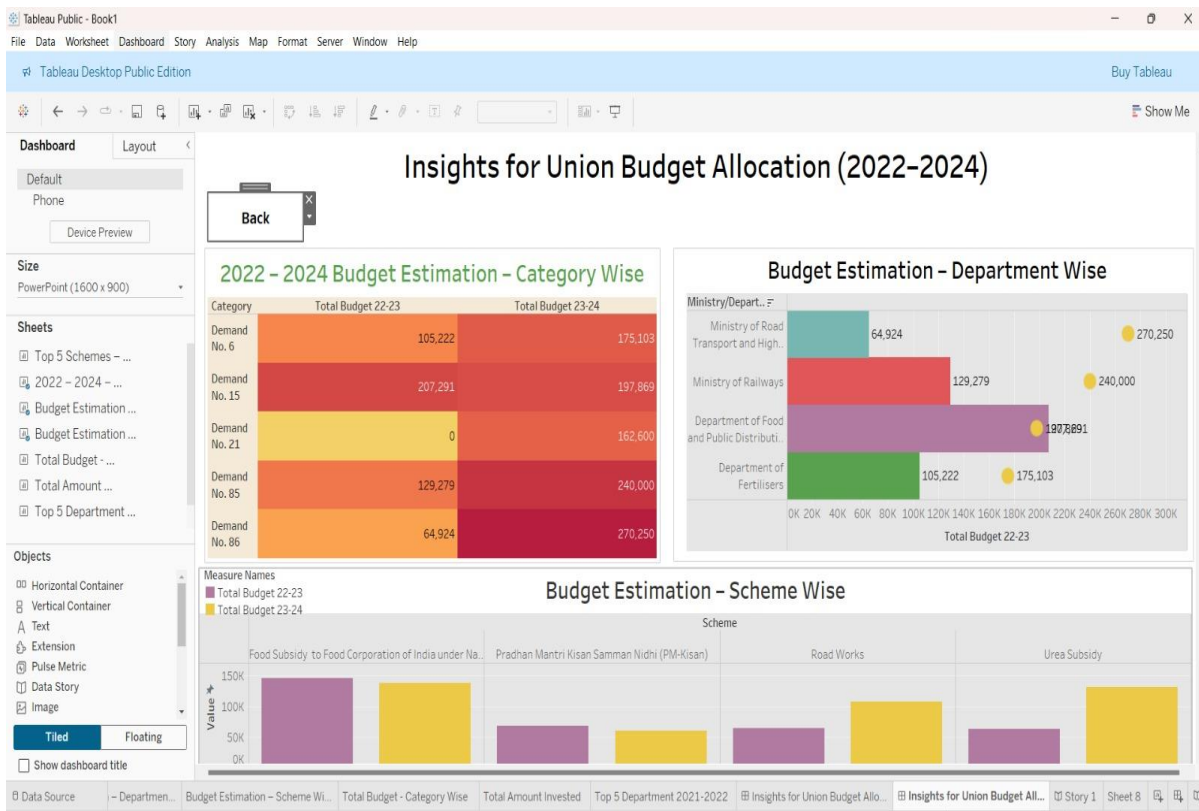 Tableau Public - Book1
File Data Worksheet Dashboard Story Analysis Map Format Server Window Help
Tableau Desktop Public Edition
Buy Tableau
Show Me
Dashboard
Layout
Default
Phone
Device Preview
Size
PowerPoint (1600 x 900)
Sheets
Top 5 Schemes – ...
2022 – 2024 – ...
Budget Estimation ...
Budget Estimation ...
Total Budget - ...
Total Amount ...
Top 5 Department ...
Objects
Horizontal Container
Vertical Container
Text
Extension
Pulse Metric
Data Story
Image
Tiled
Floating
Show dashboard title
Insights for Union Budget Allocation (2022–2024)
Back
2022 – 2024 Budget Estimation – Category Wise
Category Total Budget 22-23 Total Budget 23-24
Demand No. 6 105,222 175,103
Demand No. 15 207,291 197,869
Demand No. 21 0 162,600
Demand No. 85 129,279 240,000
Demand No. 86 64,924 270,250
Budget Estimation – Department Wise
Ministry/Depart..
Ministry of Road
Transport and High..
64,924 270,250
Ministry of Railways
129,279 240,000
Department of Food
and Public Distributi..
Department of
Fertilisers
105,222 175,103
0K 20K 40K 60K 80K 100K 120K 140K 160K 180K 200K 220K 240K 260K 280K 300K
Total Budget 22-23
Measure Names
Total Budget 22-23
Total Budget 23-24
Budget Estimation – Scheme Wise
Scheme
Food Subsidy to Food Corporation of India under Na..
Pradhan Mantri Kisan Samman Nidhi (PM-Kisan)
Road Works
Urea Subsidy
Value
150K
100K
50K
0K
Data Source
– Departmen...
Budget Estimation – Scheme Wi...
Total Budget - Category Wise
Total Amount Invested
Top 5 Department 2021-2022
Insights for Union Budget Allo...
Insights for Union Budget All...
Story 1
Sheet 8